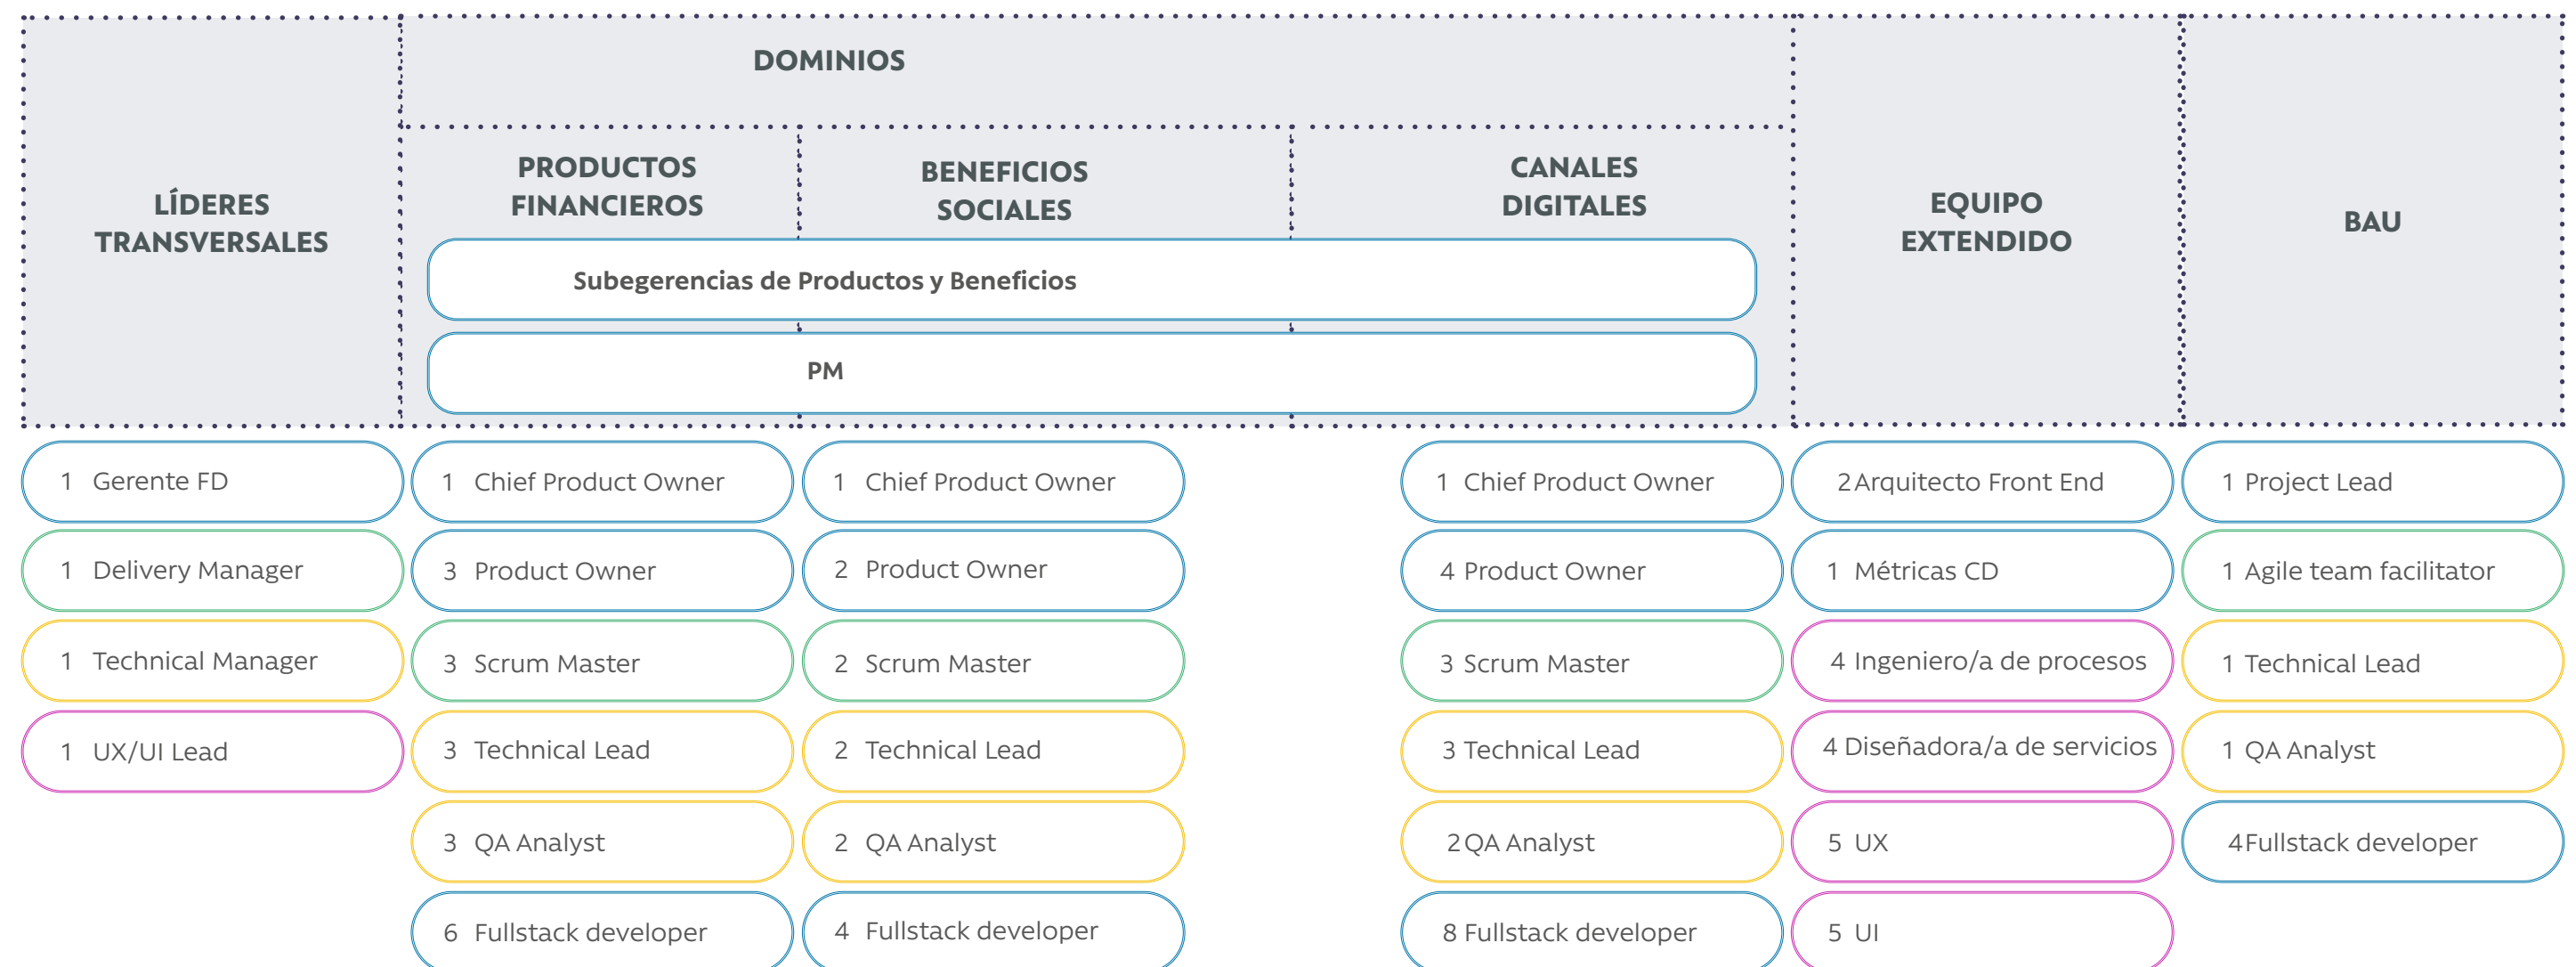 DOMINIOS
LÍDERES
TRANSVERSALES
PRODUCTOS
FINANCIEROS
BENEFICIOS
SOCIALES
CANALES
DIGITALES
EQUIPO
EXTENDIDO
BAU
Subegerencias de Productos y Beneficios
PM
1 Gerente FD
1 Delivery Manager
1 Technical Manager
1 UX/UI Lead
1 Chief Product Owner
3 Product Owner
3 Scrum Master
3 Technical Lead
3 QA Analyst
6 Fullstack developer
1 Chief Product Owner
2 Product Owner
2 Scrum Master
2 Technical Lead
2 QA Analyst
4 Fullstack developer
1 Chief Product Owner
4 Product Owner
3 Scrum Master
3 Technical Lead
2 QA Analyst
8 Fullstack developer
2 Arquitecto Front End
1 Métricas CD
4 Ingeniero/a de procesos
4 Diseñadora/a de servicios
5 UX
5 UI
1 Project Lead
1 Agile team facilitator
1 Technical Lead
1 QA Analyst
4 Fullstack developer